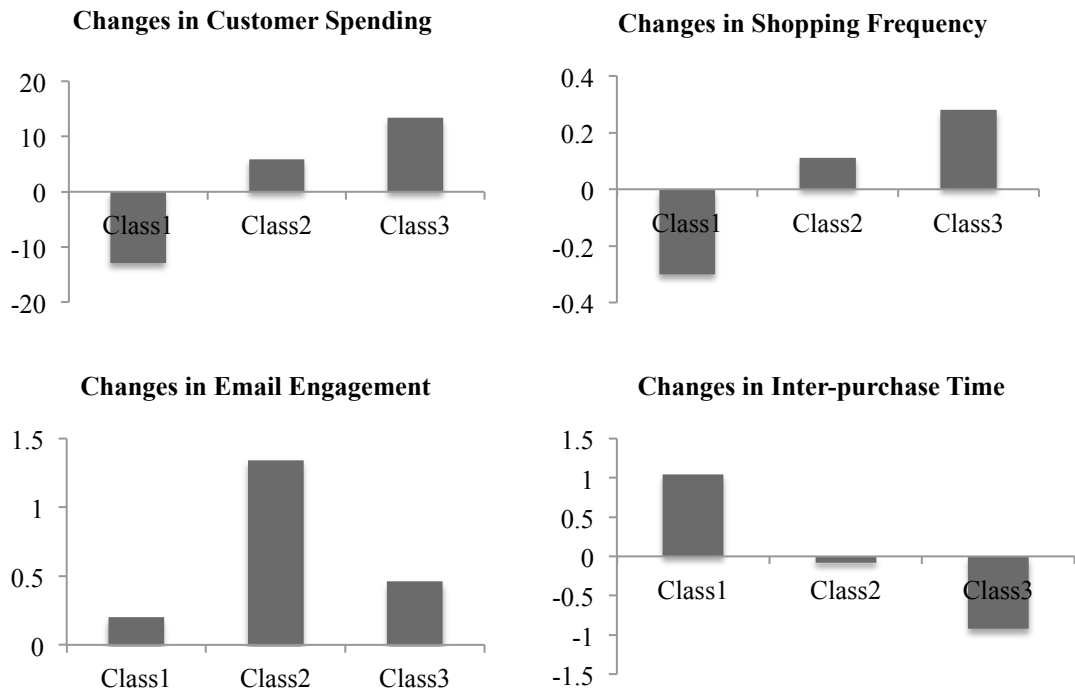 Changes in Customer Spending
20
10
0
-10
-20
Class1 Class2 Class3
Changes in Shopping Frequency
0.4
0.2
0
-0.2
-0.4
Class1 Class2 Class3
Changes in Email Engagement
1.5
1
0.5
0
Class1 Class2 Class3
Changes in Inter-purchase Time
1.5
1
0.5
0
-0.5
-1
-1.5
Class1 Class2 Class3